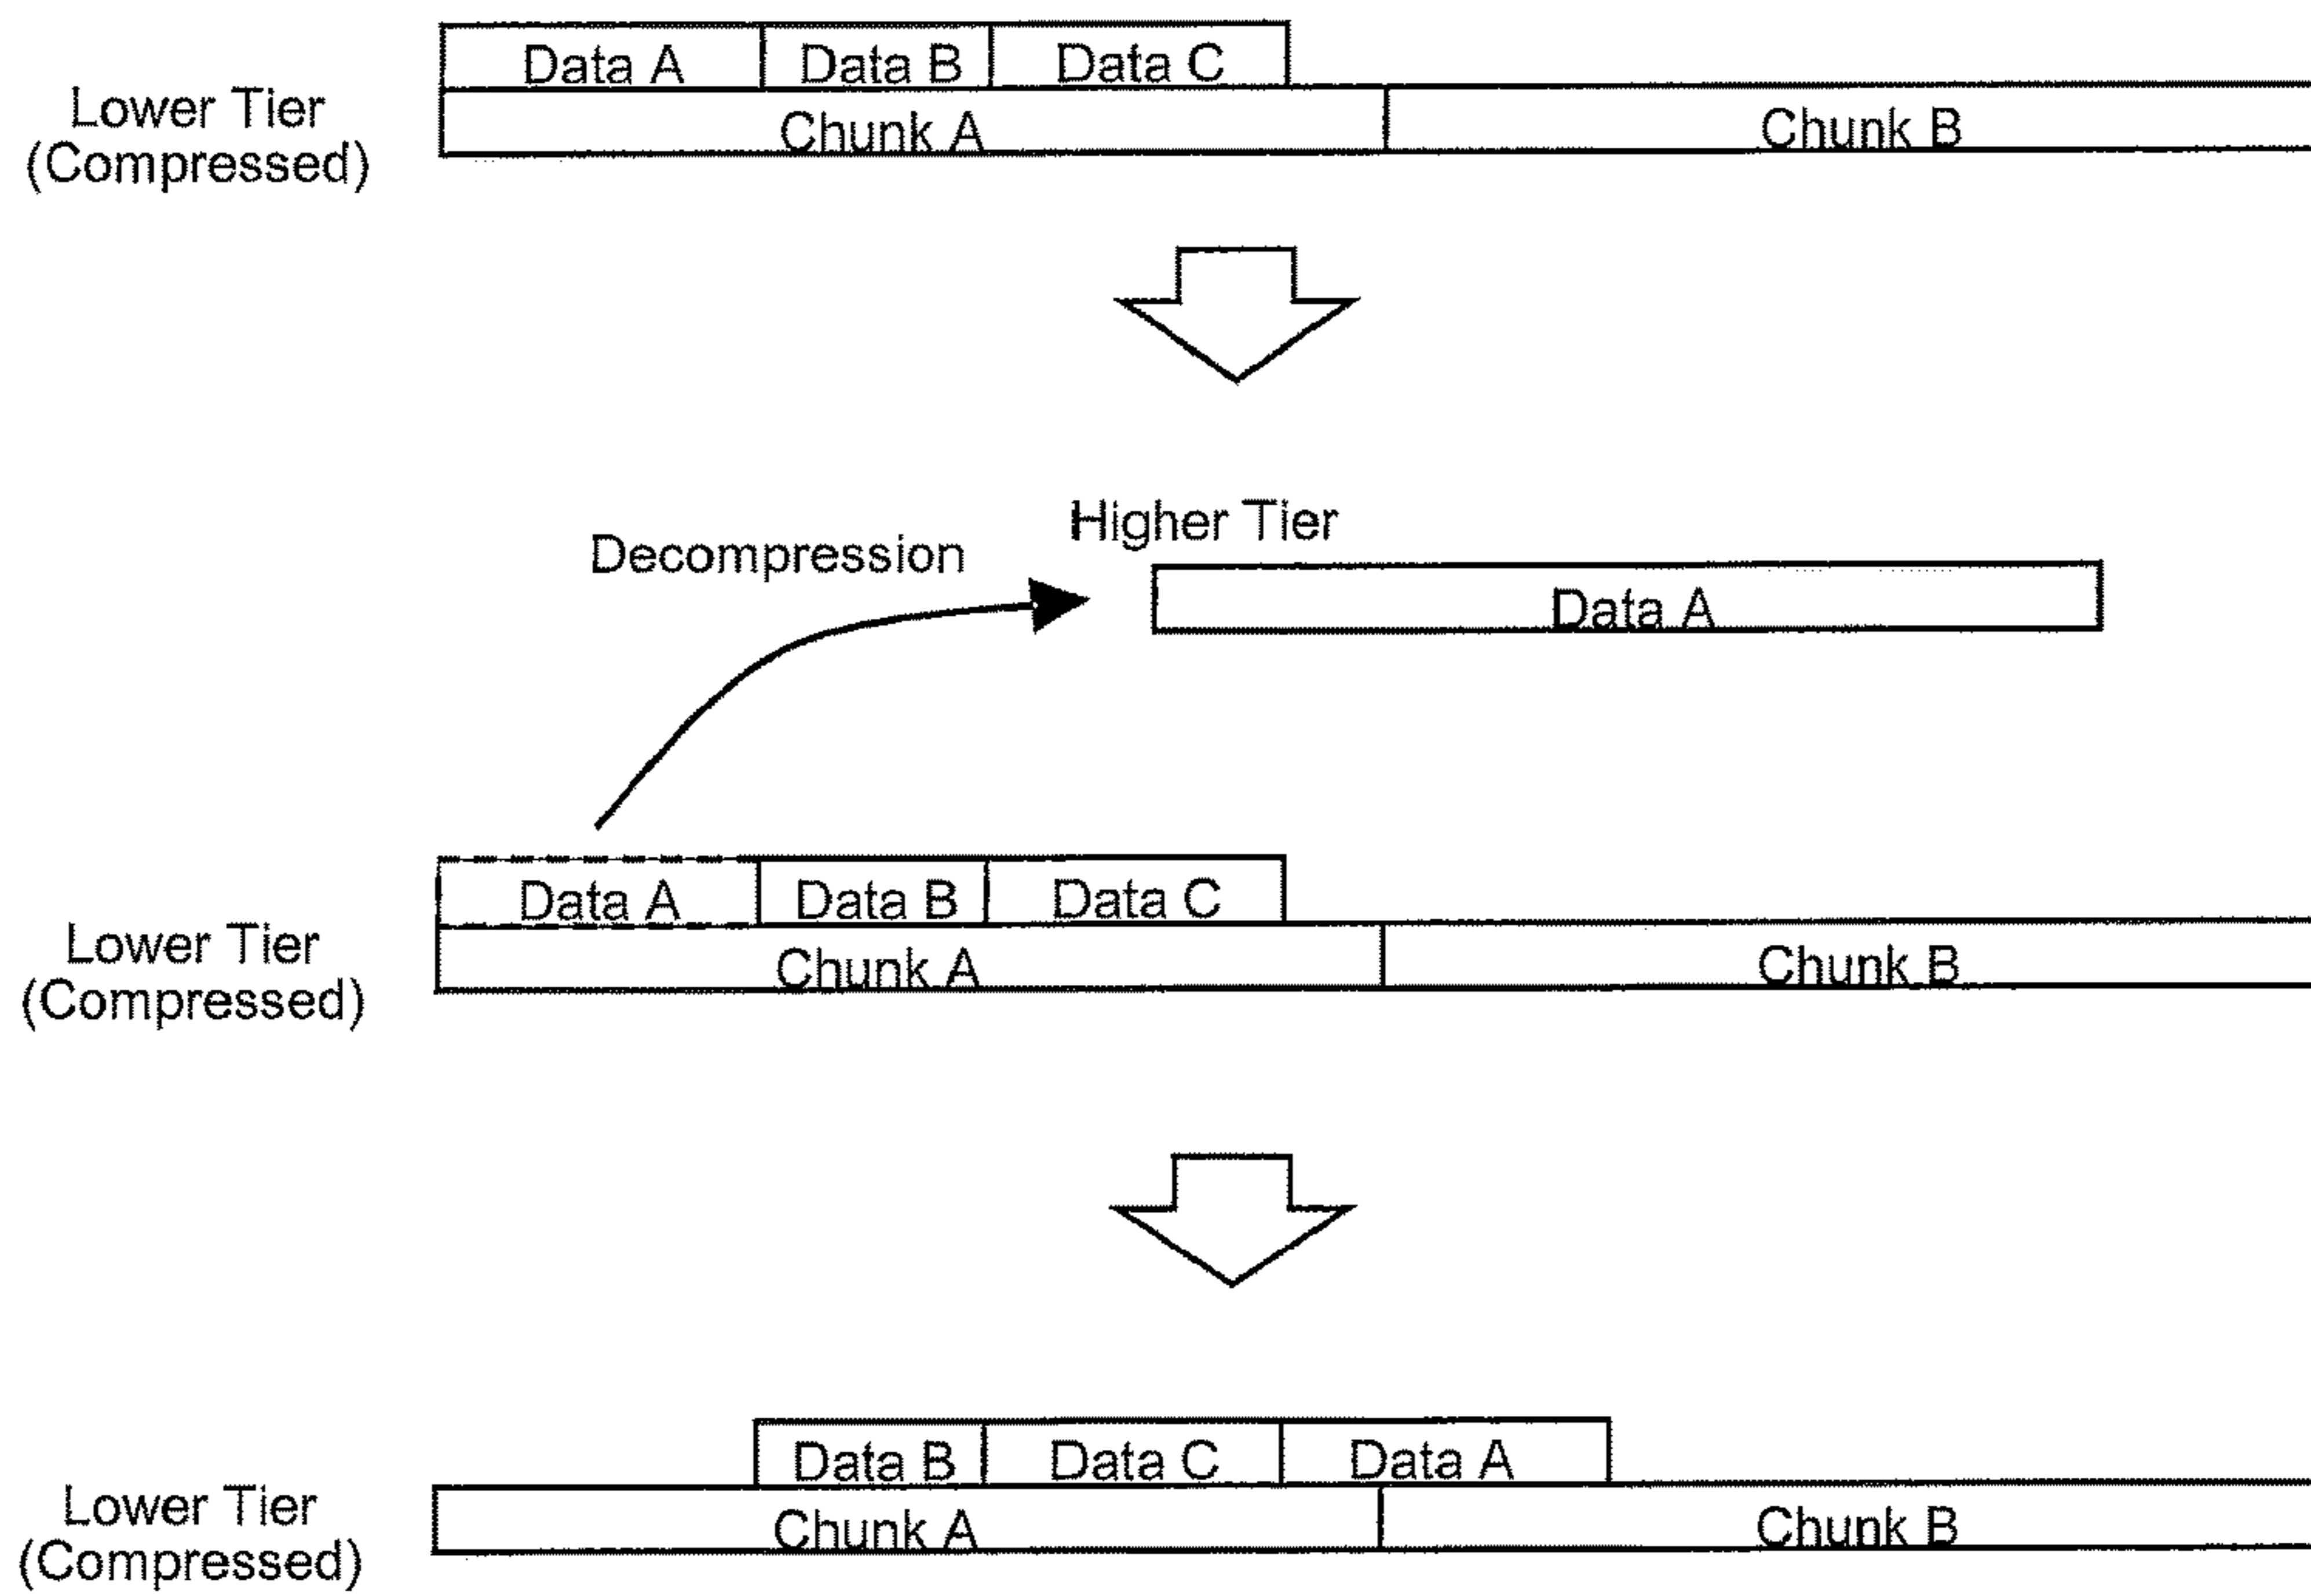 Data A Data B Data C
Lower Tier
(Compressed)
Chunk A Chunk B
Higher Tier
Decompression
Data A
Data A Data B Data C
Lower Tier
(Compressed)
Chunk A Chunk B
Data B Data C Data A
Lower Tier
(Compressed)
Chunk A Chunk B